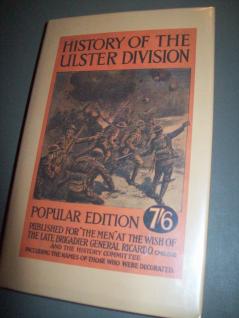 HISTORY OF THE
ULSTER DIVISION
POPULAR EDITION 7/6
PUBLISHED FOR "THE MEN" AT THE WISH OF
THE LATE BRIGADIER GENERAL RICARDO. C.M.G. D.S.O.
AND THE HISTORY COMMITTEE
INCLUDING THE NAMES OF THOSE WHO WERE DECORATED.